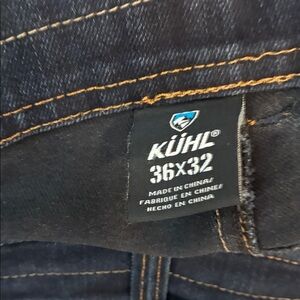 KÜHL®
36X32
MADE IN CHINA
FABRIQUE EN CHINE
HECHO EN CHINA